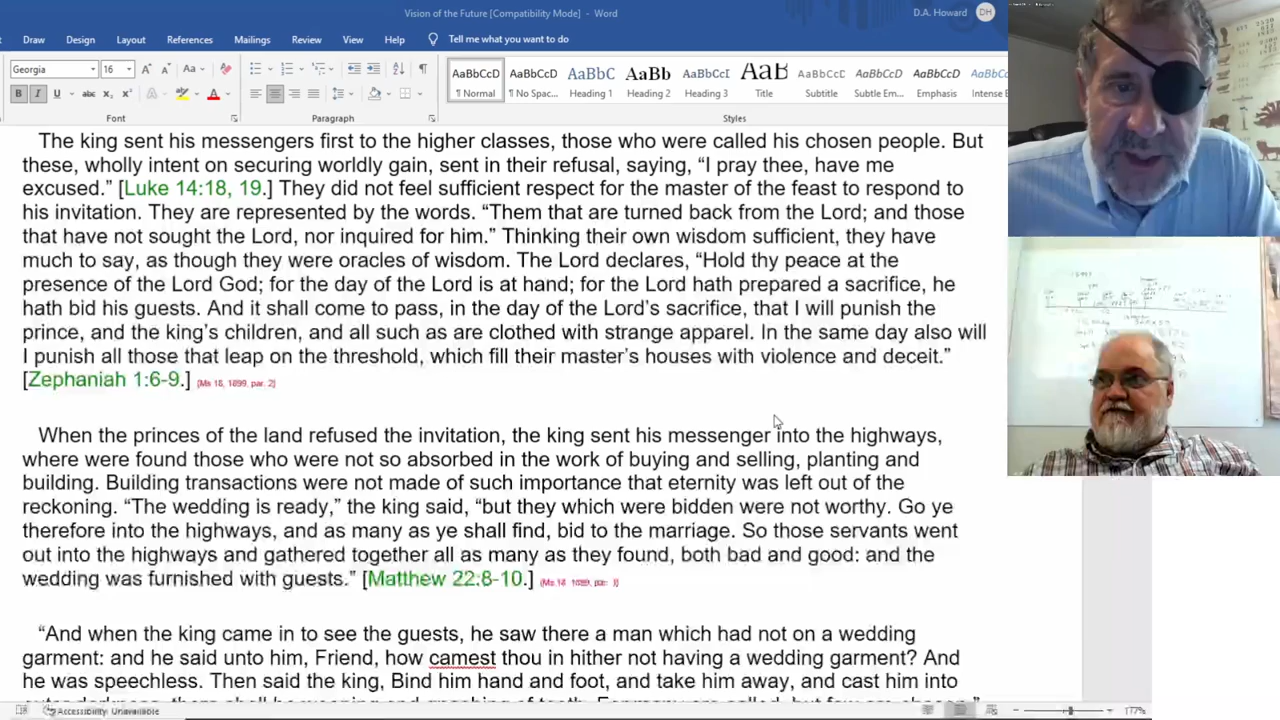 Vision of the Future [Compatibility Mode] - Word
D.A. Howard
DH
Draw Design Layout References Mailings Review View Help Tell me what you want to do
Georgia 16 Aa
B I U abc x₂ x² A A
AaBbCcD AaBbCcD AaBbC AaBb AaBbCcI AaB AaBbCcD AaBbCcD AaBbCcD AaBbCc
¶ Normal ¶ No Spac... Heading 1 Heading 2 Heading 3 Title Subtitle Subtle Em... Emphasis Intense E
Font Paragraph Styles
The king sent his messengers first to the higher classes, those who were called his chosen people. But
these, wholly intent on securing worldly gain, sent in their refusal, saying, “I pray thee, have me
excused.” [Luke 14:18, 19.] They did not feel sufficient respect for the master of the feast to respond to
his invitation. They are represented by the words. “Them that are turned back from the Lord; and those
that have not sought the Lord, nor inquired for him.” Thinking their own wisdom sufficient, they have
much to say, as though they were oracles of wisdom. The Lord declares, “Hold thy peace at the
presence of the Lord God; for the day of the Lord is at hand; for the Lord hath prepared a sacrifice, he
hath bid his guests. And it shall come to pass, in the day of the Lord’s sacrifice, that I will punish the
prince, and the king’s children, and all such as are clothed with strange apparel. In the same day also will
I punish all those that leap on the threshold, which fill their master’s houses with violence and deceit.”
[Zephaniah 1:6-9.] {Ms 18, 1899, par. 2}
When the princes of the land refused the invitation, the king sent his messenger into the highways,
where were found those who were not so absorbed in the work of buying and selling, planting and
building. Building transactions were not made of such importance that eternity was left out of the
reckoning. “The wedding is ready,” the king said, “but they which were bidden were not worthy. Go ye
therefore into the highways, and as many as ye shall find, bid to the marriage. So those servants went
out into the highways and gathered together all as many as they found, both bad and good: and the
wedding was furnished with guests.” [Matthew 22:8-10.]
“And when the king came in to see the guests, he saw there a man which had not on a wedding
garment: and he said unto him, Friend, how camest thou in hither not having a wedding garment? And
he was speechless. Then said the king, Bind him hand and foot, and take him away, and cast him into
Accessibility: Unavailable
177%